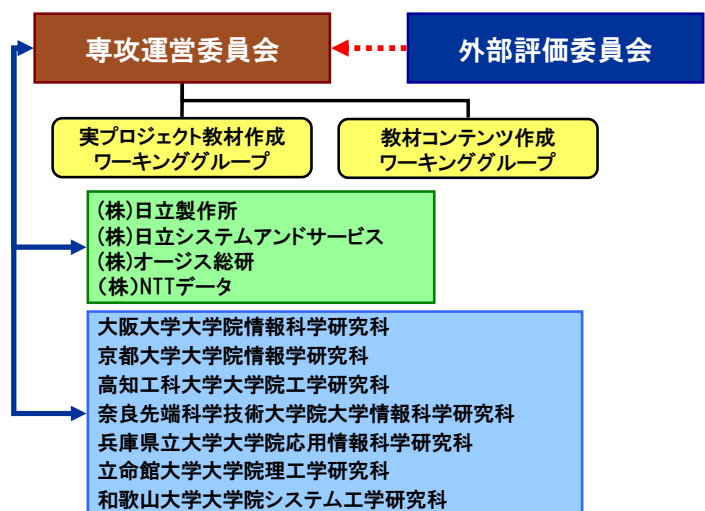 専攻運営委員会
外部評価委員会
実プロジェクト教材作成
ワーキンググループ
教材コンテンツ作成
ワーキンググループ
(株)日立製作所
(株)日立システムアンドサービス
(株)オージス総研
(株)NTTデータ
大阪大学大学院情報科学研究科
京都大学大学院情報学研究科
高知工科大学大学院工学研究科
奈良先端科学技術大学院大学情報科学研究科
兵庫県立大学大学院応用情報科学研究科
立命館大学大学院理工学研究科
和歌山大学大学院システム工学研究科